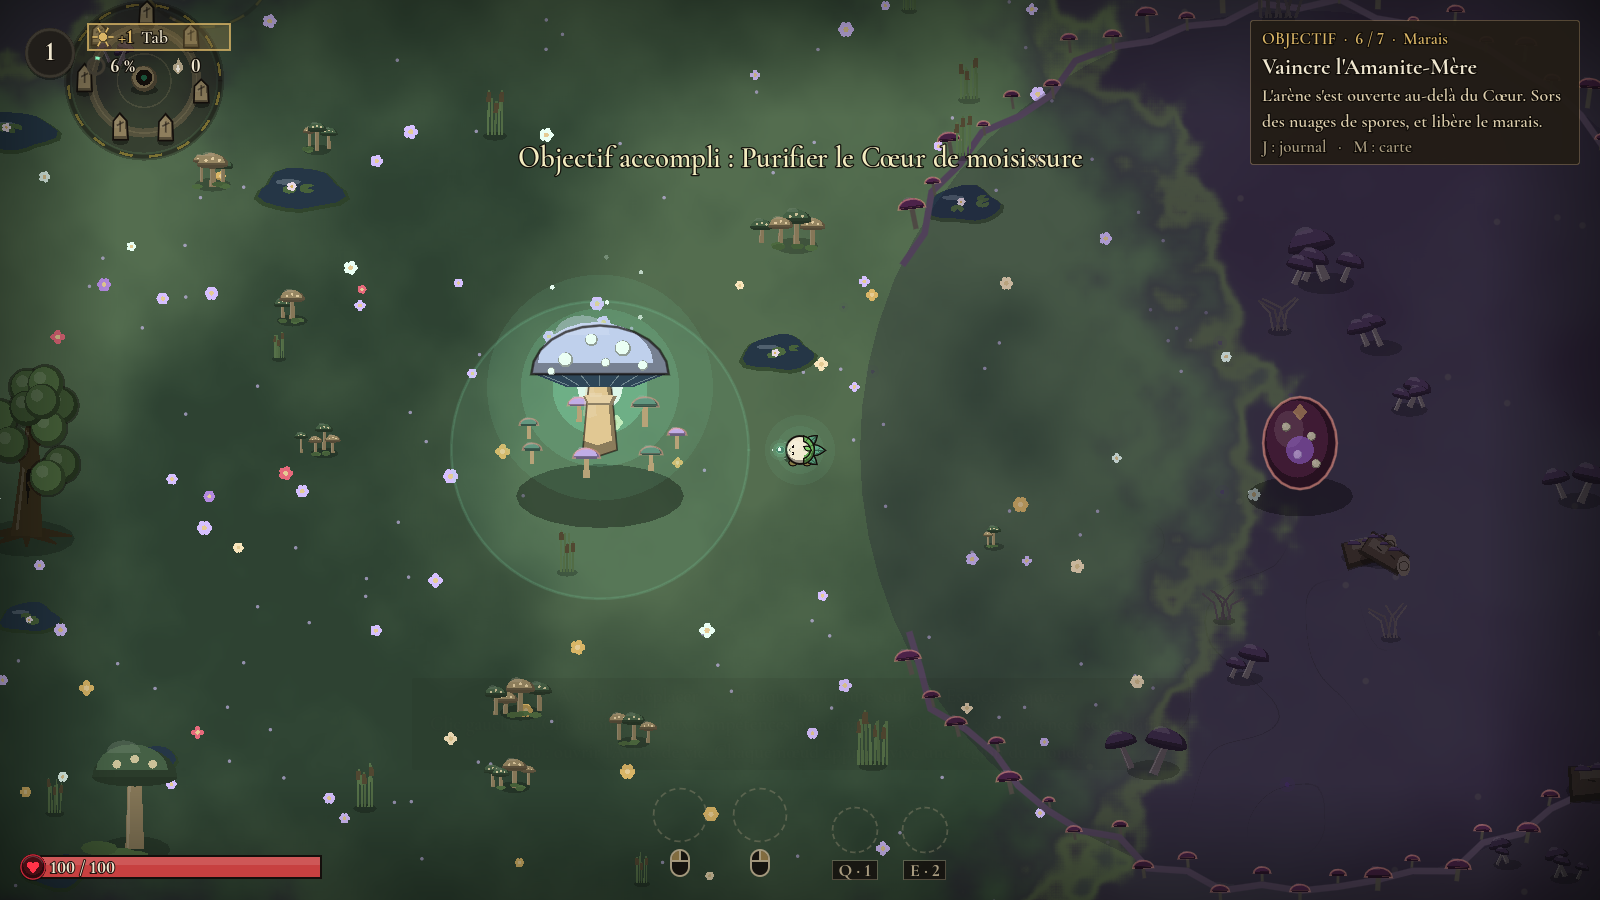 1
+1 Tab
6 %
0
OBJECTIF · 6 / 7 · Marais
Vaincre l'Amanite-Mère
L'arène s'est ouverte au-delà du Cœur. Sors
des nuages de spores, et libère le marais.
J : journal · M : carte
Objectif accompli : Purifier le Cœur de moisissure
100 / 100
Q · 1
E · 2